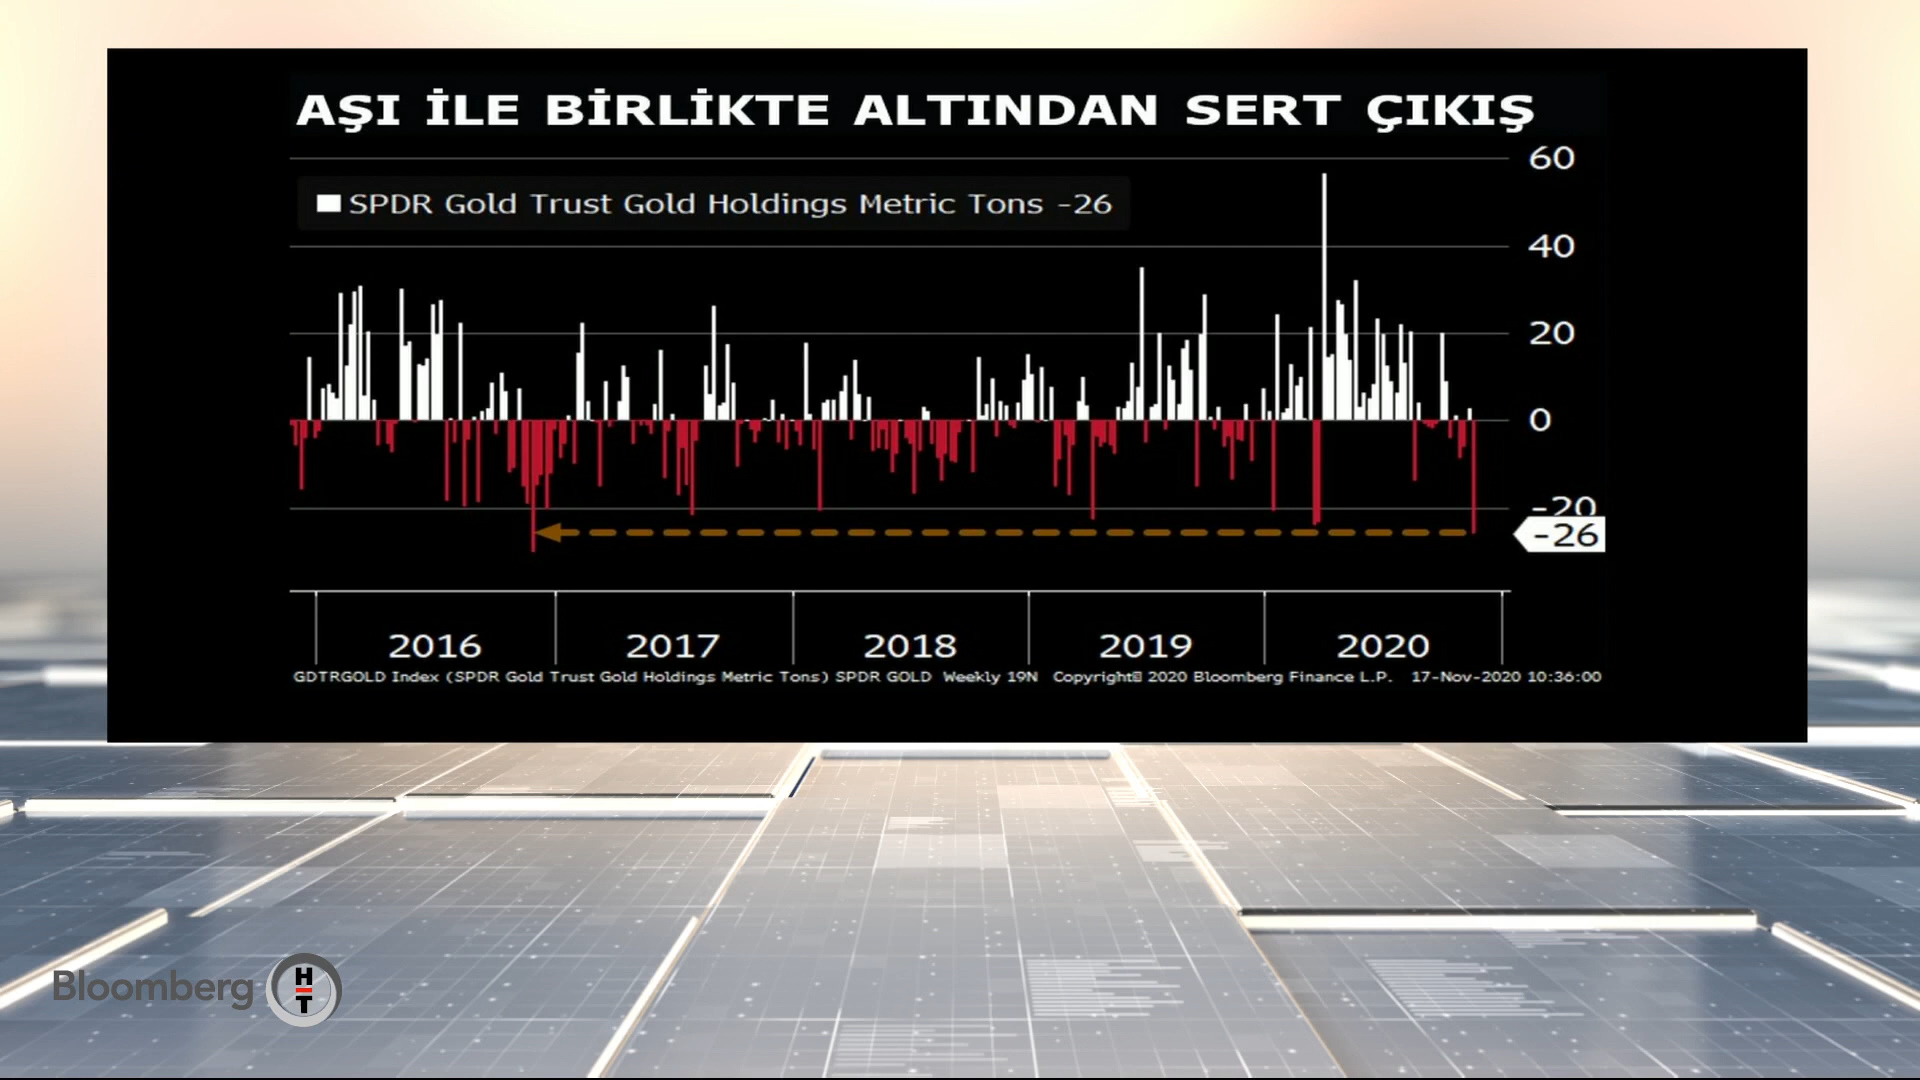 AŞI İLE BİRLİKTE ALTINDAN SERT ÇIKIŞ
60
SPDR Gold Trust Gold Holdings Metric Tons -26
40
20
0
-20
-26
2016 2017 2018 2019 2020
GDTRGOLD Index (SPDR Gold Trust Gold Holdings Metric Tons) SPDR GOLD Weekly 19N Copyright© 2020 Bloomberg Finance L.P. 17-Nov-2020 10:36:00
Bloomberg HT